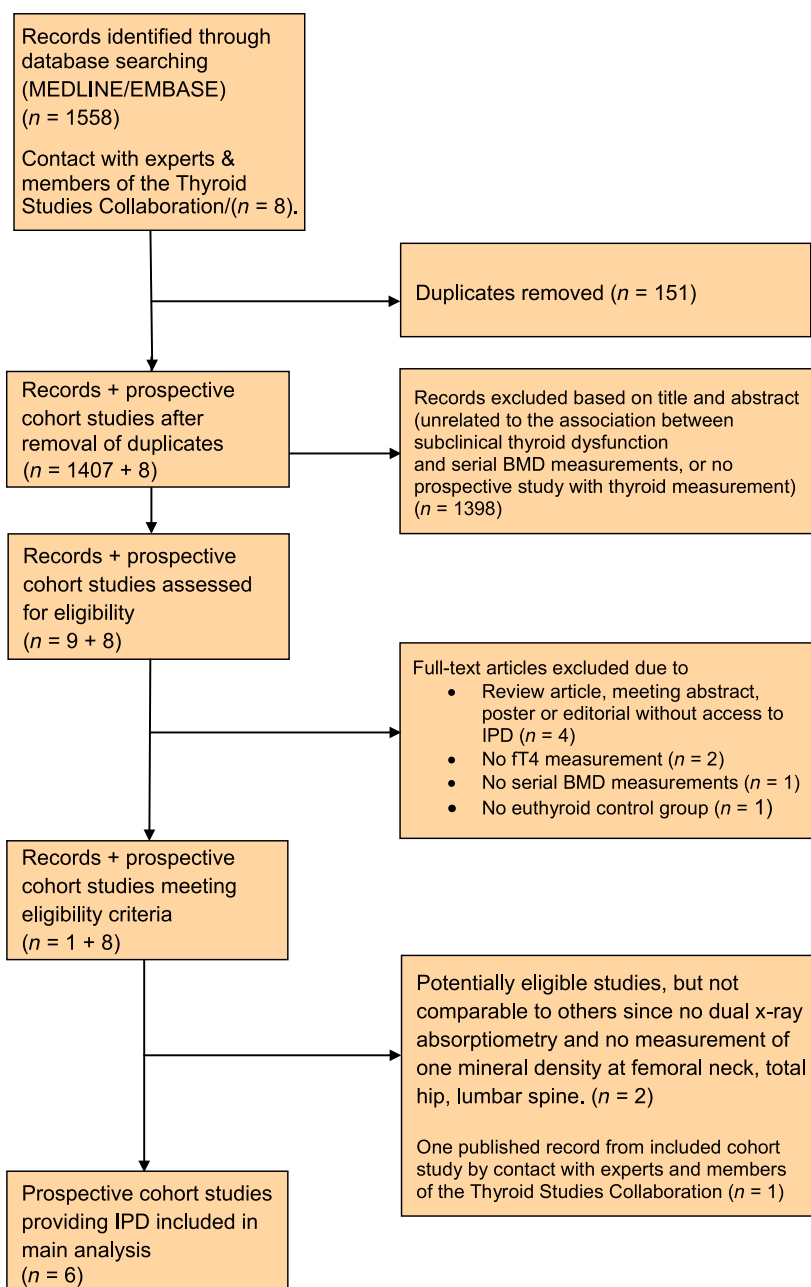 Records identified through
database searching
(MEDLINE/EMBASE)
(n = 1558)
Contact with experts &
members of the Thyroid
Studies Collaboration/(n = 8).
Duplicates removed (n = 151)
Records + prospective
cohort studies after
removal of duplicates
(n = 1407 + 8)
Records excluded based on title and abstract
(unrelated to the association between
subclinical thyroid dysfunction
and serial BMD measurements, or no
prospective study with thyroid measurement)
(n = 1398)
Records + prospective
cohort studies assessed
for eligibility
(n = 9 + 8)
Full-text articles excluded due to
• Review article, meeting abstract,
poster or editorial without access to
IPD (n = 4)
• No fT4 measurement (n = 2)
• No serial BMD measurements (n = 1)
• No euthyroid control group (n = 1)
Records + prospective
cohort studies meeting
eligibility criteria
(n = 1 + 8)
Potentially eligible studies, but not
comparable to others since no dual x-ray
absorptiometry and no measurement of
one mineral density at femoral neck, total
hip, lumbar spine. (n = 2)
One published record from included cohort
study by contact with experts and members
of the Thyroid Studies Collaboration (n = 1)
Prospective cohort studies
providing IPD included in
main analysis
(n = 6)